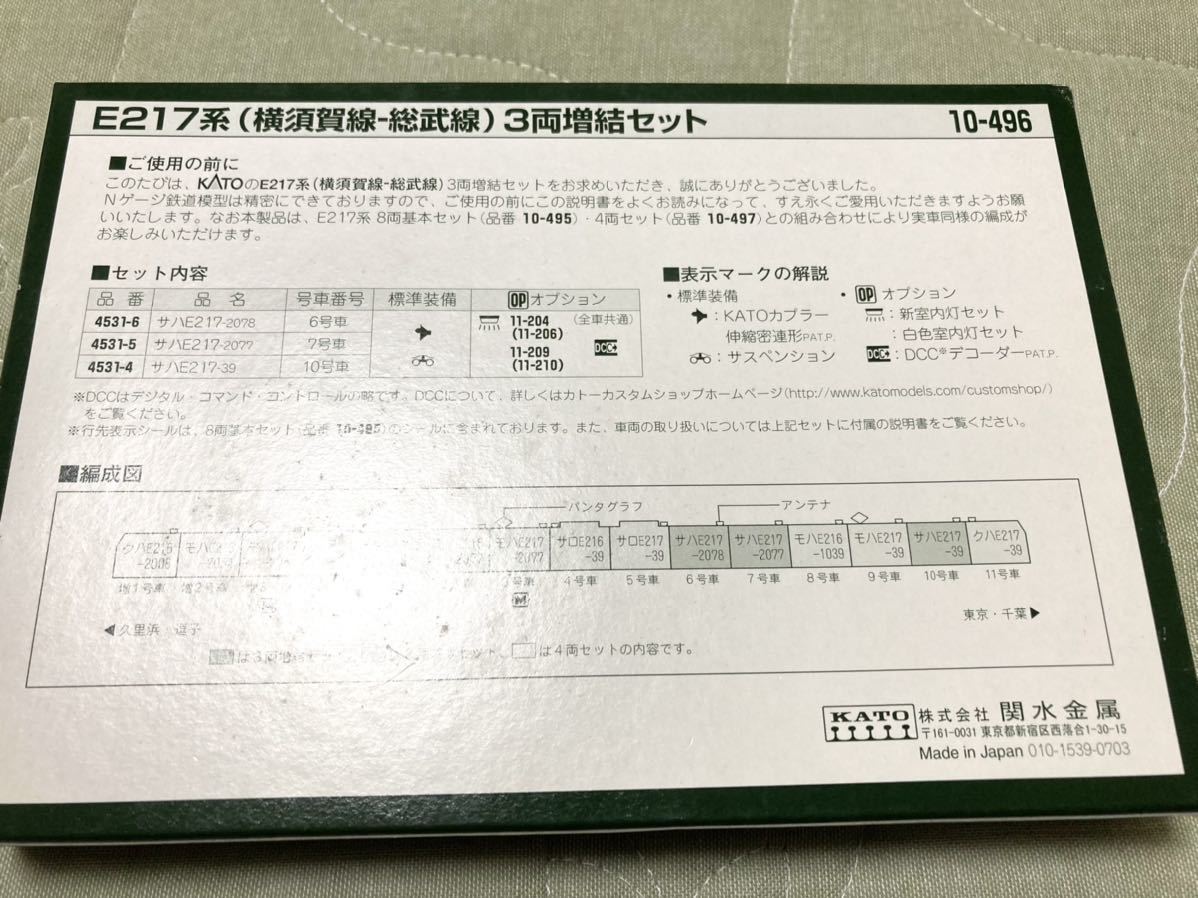 E217系(横須賀線-総武線)3両増結セット 10-496
■ご使用の前に
このたびは、KATOのE217系(横須賀線-総武線)3両増結セットをお求めいただき、誠にありがとうございました。
Nゲージ鉄道模型は精密にできておりますので、ご使用の前にこの説明書をよくお読みになって、すえ永くご愛用いただきますようお願
いいたします。なお本製品は、E217系 8両基本セット(品番 10-495)・4両セット(品番 10-497)との組み合わせにより実車同様の編成が
お楽しみいただけます。
■セット内容
品 番 品 名 号車番号 標準装備 OP オプション
4531-6 サハE217-2078 6号車
4531-5 サハE217-2077 7号車
4531-4 サハE217-39 10号車
11-204 (全車共通)
(11-206)
11-209
(11-210)
DCC
■表示マークの解説
・標準装備
:KATOカプラー
伸縮密連形PAT.P.
:サスペンション
・OP オプション
:新室内灯セット
:白色室内灯セット
DCC:DCC※デコーダーPAT.P.
※DCCはデジタル・コマンド・コントロールの略です。DCCについて、詳しくはカトーカスタムショップホームページ(http://www.katomodels.com/customshop/)
をご覧ください。
※行先表示シールは、8両基本セット(品番 10-495)のシールに含まれております。また、車両の取り扱いについては上記セットに付属の説明書をご覧ください。
■編成図
パンタグラフ アンテナ
クハE216 モハE217 サロE216 サロE217 サハE217 サハE217 モハE216 モハE217 サハE217 クハE217
-2077 -39 -39 -2078 -2077 -1039 -39 -39 -39
増1号車 増2号車 4号車 5号車 6号車 7号車 8号車 9号車 10号車 11号車
◀久里浜・逗子 東京・千葉▶
は4両セットの内容です。
KATO 株式会社 関水金属
〒161-0031 東京都新宿区西落合1-30-15
Made in Japan 010-1539-0703